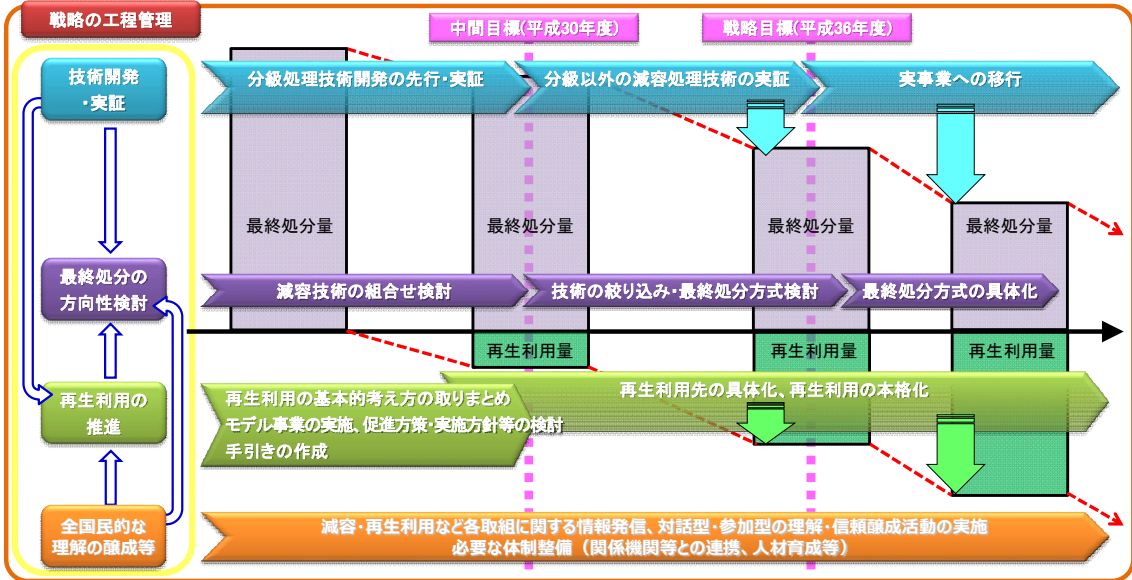 戦略の工程管理
中間目標(平成30年度)
戦略目標(平成36年度)
技術開発
・実証
分級処理技術開発の先行・実証
分級以外の減容処理技術の実証
実事業への移行
最終処分量
最終処分量
最終処分量
最終処分量
最終処分の
方向性検討
減容技術の組合せ検討
技術の絞り込み・最終処分方式検討
最終処分方式の具体化
再生利用量
再生利用量
再生利用量
再生利用の
推進
再生利用の基本的考え方の取りまとめ
モデル事業の実施、促進方策・実施方針等の検討
手引きの作成
再生利用先の具体化、再生利用の本格化
全国民的な
理解の醸成等
減容・再生利用など各取組に関する情報発信、対話型・参加型の理解・信頼醸成活動の実施
必要な体制整備（関係機関等との連携、人材育成等）